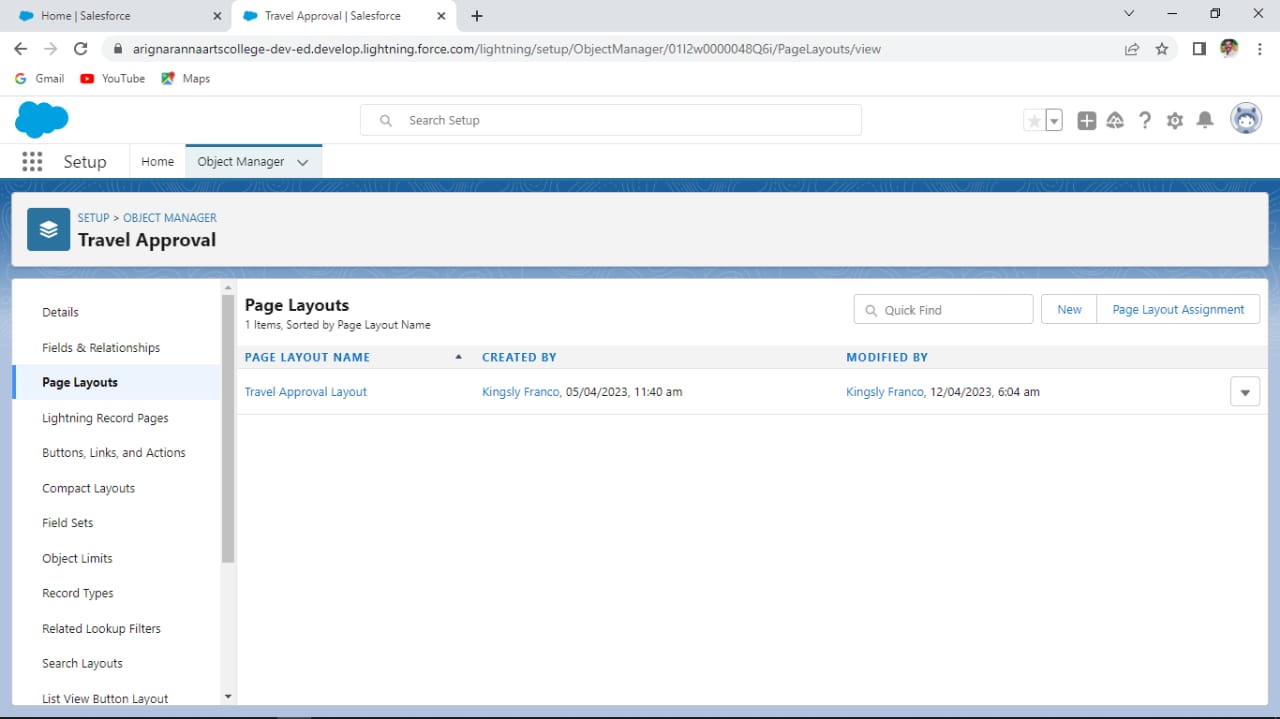 Home | Salesforce
Travel Approval | Salesforce
arignarannaartscollege-dev-ed.develop.lightning.force.com/lightning/setup/ObjectManager/01I2w0000048Q6i/PageLayouts/view
Gmail YouTube Maps
Search Setup
Setup Home Object Manager
SETUP > OBJECT MANAGER
Travel Approval
Details
Fields & Relationships
Page Layouts
Lightning Record Pages
Buttons, Links, and Actions
Compact Layouts
Field Sets
Object Limits
Record Types
Related Lookup Filters
Search Layouts
List View Button Layout
Page Layouts
1 Items, Sorted by Page Layout Name
Quick Find
New
Page Layout Assignment
PAGE LAYOUT NAME CREATED BY MODIFIED BY
Travel Approval Layout Kingsly Franco, 05/04/2023, 11:40 am Kingsly Franco, 12/04/2023, 6:04 am